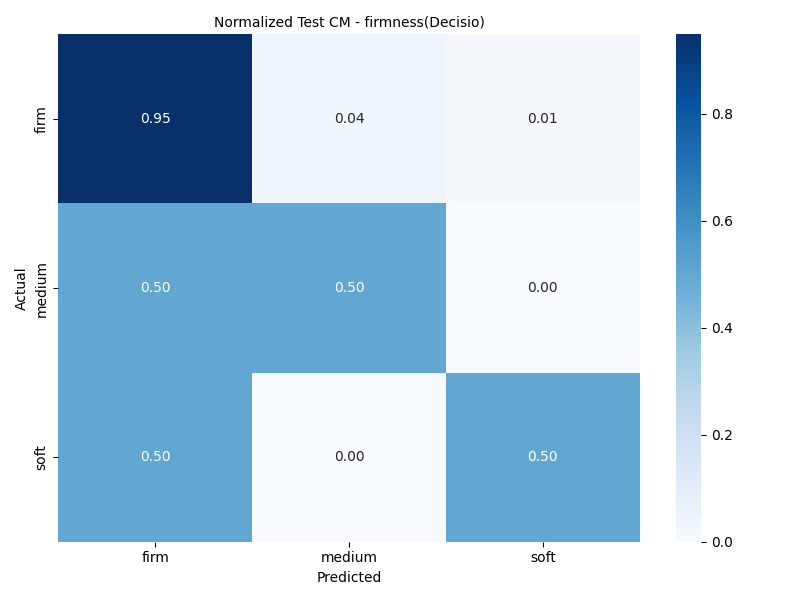 Normalized Test CM - firmness(Decisio)
firm 0.95 0.04 0.01
medium 0.50 0.50 0.00
soft 0.50 0.00 0.50
Actual
firm medium soft
Predicted
0.8
0.6
0.4
0.2
0.0